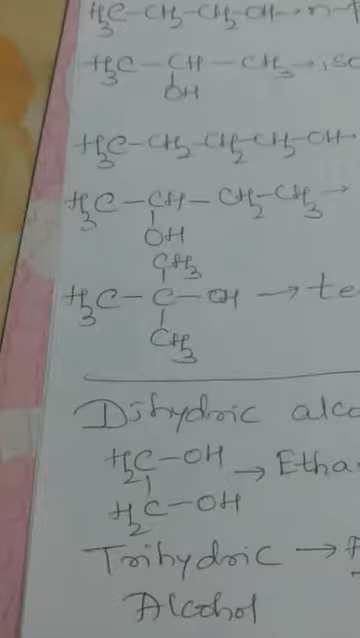 H₃C-CH₂-CH₂-OH → n-
H₃C - CH - CH₃ → iso
OH
H₃C-CH₂-CH₂-CH₂-OH
H₃C - CH - CH₂-CH₃ →
OH
CH₃
H₃C - C - OH → te
CH₃
Dihydric alco
H₂C-OH → Etha
H₂C-OH
Trihydric →
Alcohol